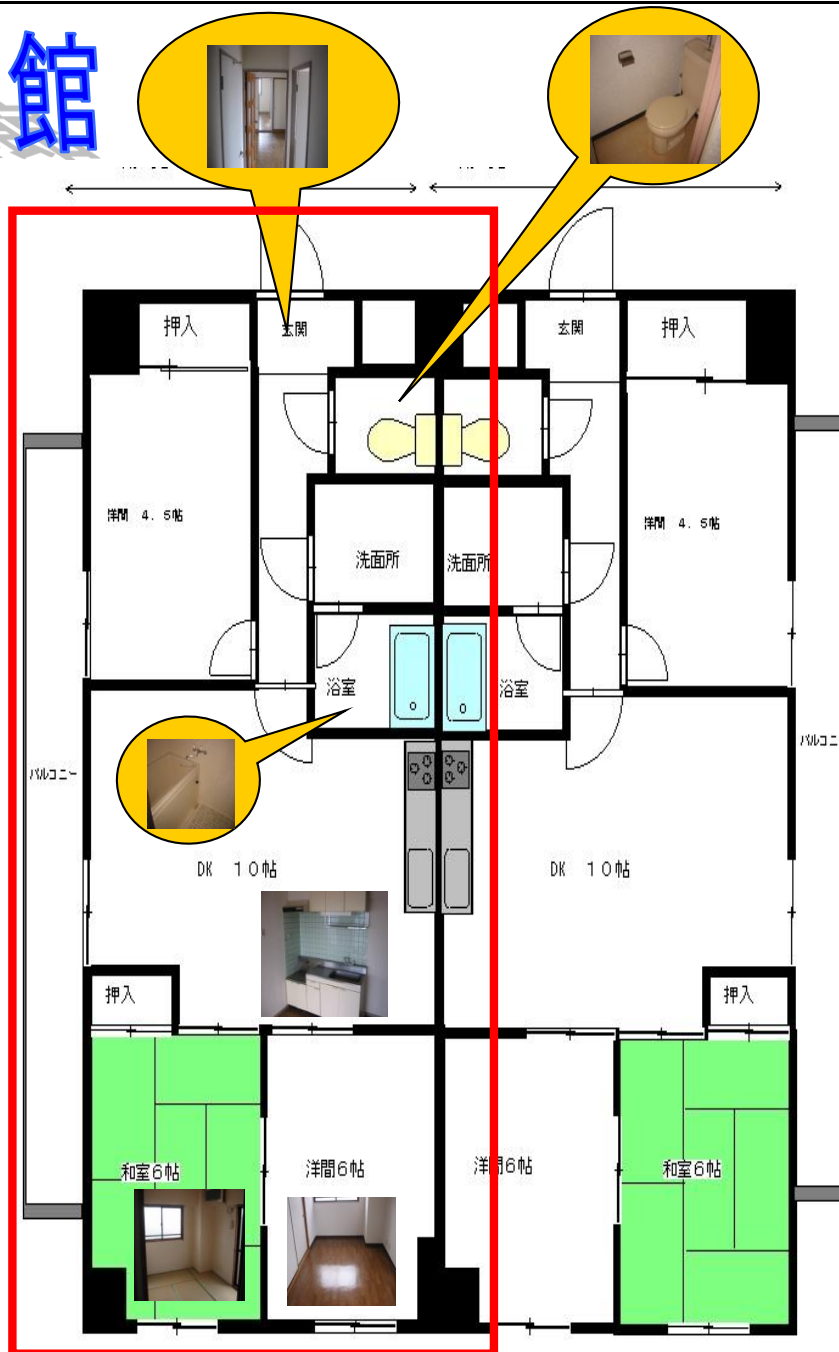 館
玄関
玄関
押入
押入
洋間 4.5帖
洋間 4.5帖
洗面所
洗面所
浴室
浴室
バルコニー
バルコニ
DK 10帖
DK 10帖
押入
押入
和室6帖
洋間6帖
洋間6帖
和室6帖